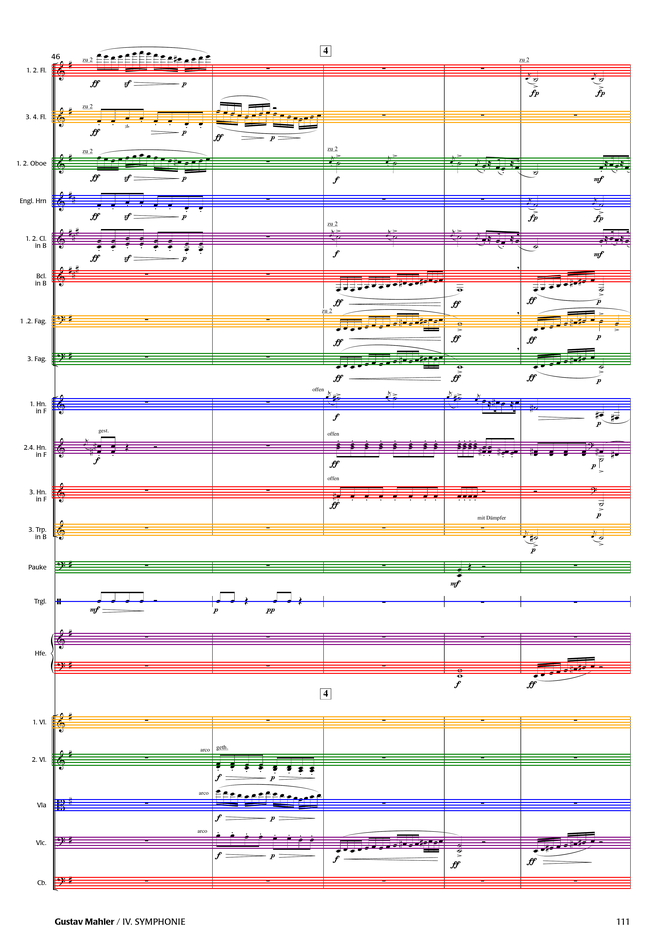 4
46
zu 2
zu 2
1. 2. Fl.
ff sf p fp fp
zu 2
3. 4. Fl.
ff p ff p
zu 2 zu 2
1. 2. Oboe
ff sf p f mf
Engl. Hrn
ff sf p fp fp
zu 2
1. 2. Cl.
in B
ff sf p f mf
Bcl.
in B
ff ff ff p
zu 2
1 .2. Fag.
ff ff ff p
3. Fag.
ff ff ff p
offen
1. Hn.
in F
f p
gest. offen
2.4. Hn.
in F
f ff p
offen
3. Hn.
in F
ff p
mit Dämpfer
3. Trp.
in B
p
Pauke
mf
Trgl.
mf p pp
Hfe.
f ff
4
1. Vl.
arco geth.
2. Vl.
f p
arco
Vla
f p
arco
Vlc.
f p f ff ff
Cb.
Gustav Mahler / IV. SYMPHONIE 111